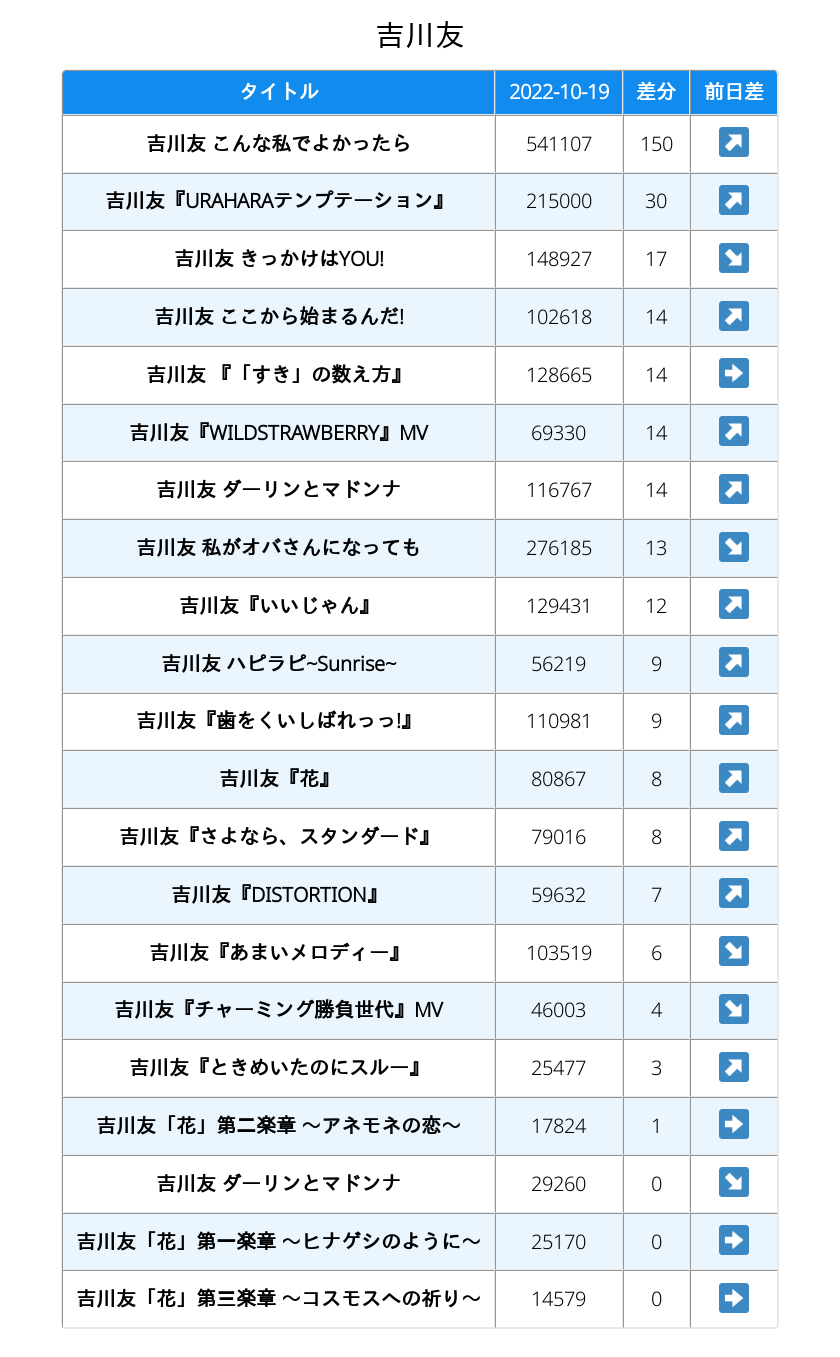 吉川友
タイトル 2022-10-19 差分 前日差
吉川友 こんな私でよかったら 541107 150 ↗
吉川友『URAHARAテンプテーション』 215000 30 ↗
吉川友 きっかけはYOU! 148927 17 ↘
吉川友 ここから始まるんだ! 102618 14 ↗
吉川友 『「すき」の数え方』 128665 14 ➡
吉川友『WILDSTRAWBERRY』MV 69330 14 ↗
吉川友 ダーリンとマドンナ 116767 14 ↗
吉川友 私がオバさんになっても 276185 13 ↘
吉川友『いいじゃん』 129431 12 ↗
吉川友 ハピラピ~Sunrise~ 56219 9 ↗
吉川友『歯をくいしばれっっ!』 110981 9 ↗
吉川友『花』 80867 8 ↗
吉川友『さよなら、スタンダード』 79016 8 ↗
吉川友『DISTORTION』 59632 7 ↗
吉川友『あまいメロディー』 103519 6 ↘
吉川友『チャーミング勝負世代』MV 46003 4 ↘
吉川友『ときめいたのにスルー』 25477 3 ↗
吉川友「花」第二楽章 〜アネモネの恋〜 17824 1 ➡
吉川友 ダーリンとマドンナ 29260 0 ↘
吉川友「花」第一楽章 〜ヒナゲシのように〜 25170 0 ➡
吉川友「花」第三楽章 〜コスモスへの祈り〜 14579 0 ➡